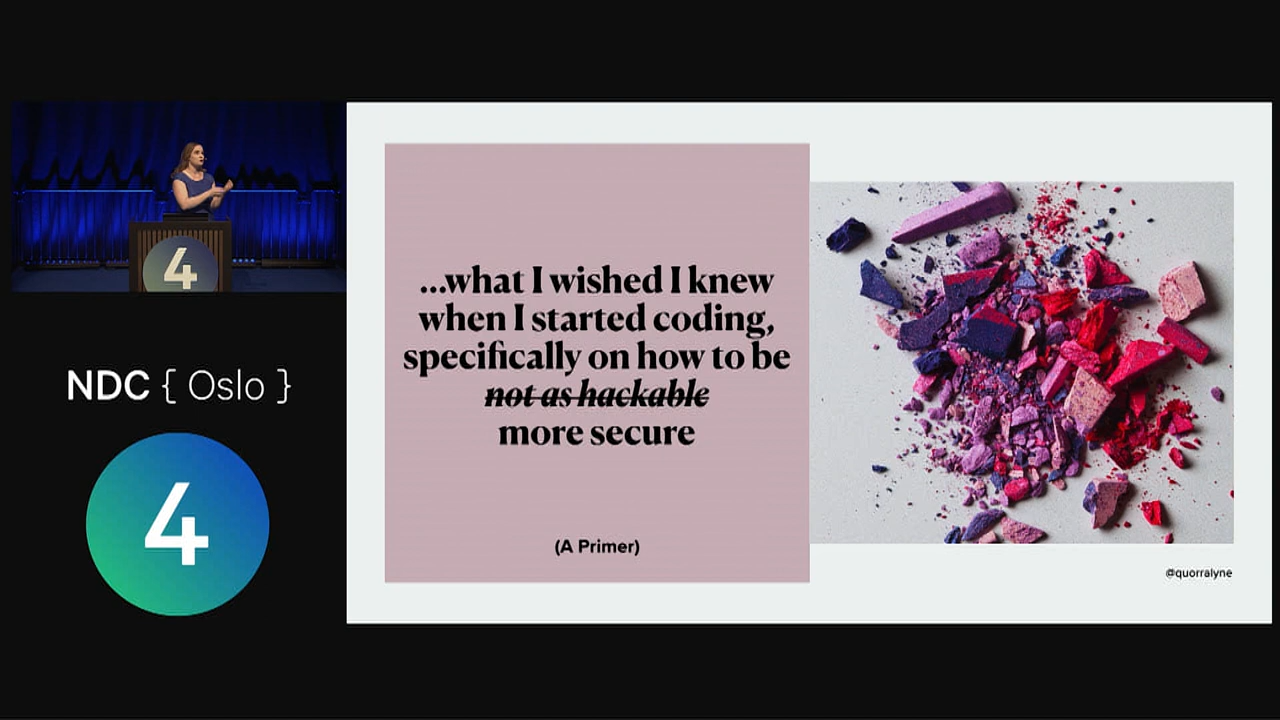 4
NDC { Oslo }
4
...what I wished I knew
when I started coding,
specifically on how to be
not as hackable
more secure
(A Primer)
@quorralyne